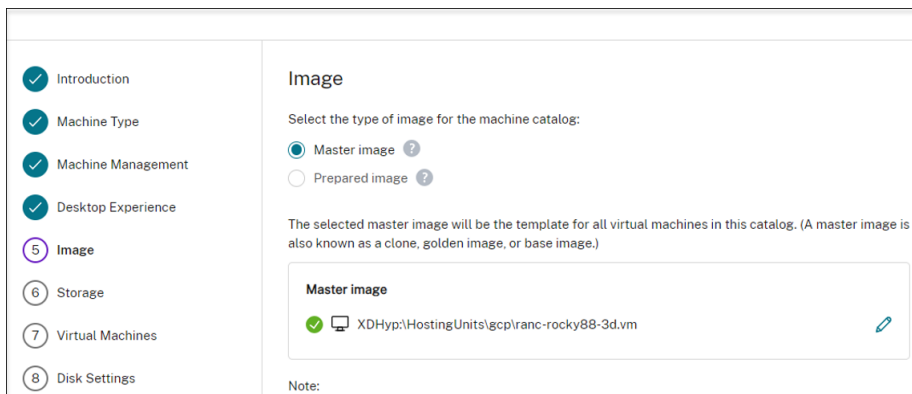 Introduction
Machine Type
Machine Management
Desktop Experience
5 Image
6 Storage
7 Virtual Machines
8 Disk Settings
Image
Select the type of image for the machine catalog:
Master image ?
Prepared image ?
The selected master image will be the template for all virtual machines in this catalog. (A master image is
also known as a clone, golden image, or base image.)
Master image
XDHyp:\HostingUnits\gcp\ranc-rocky88-3d.vm
Note: